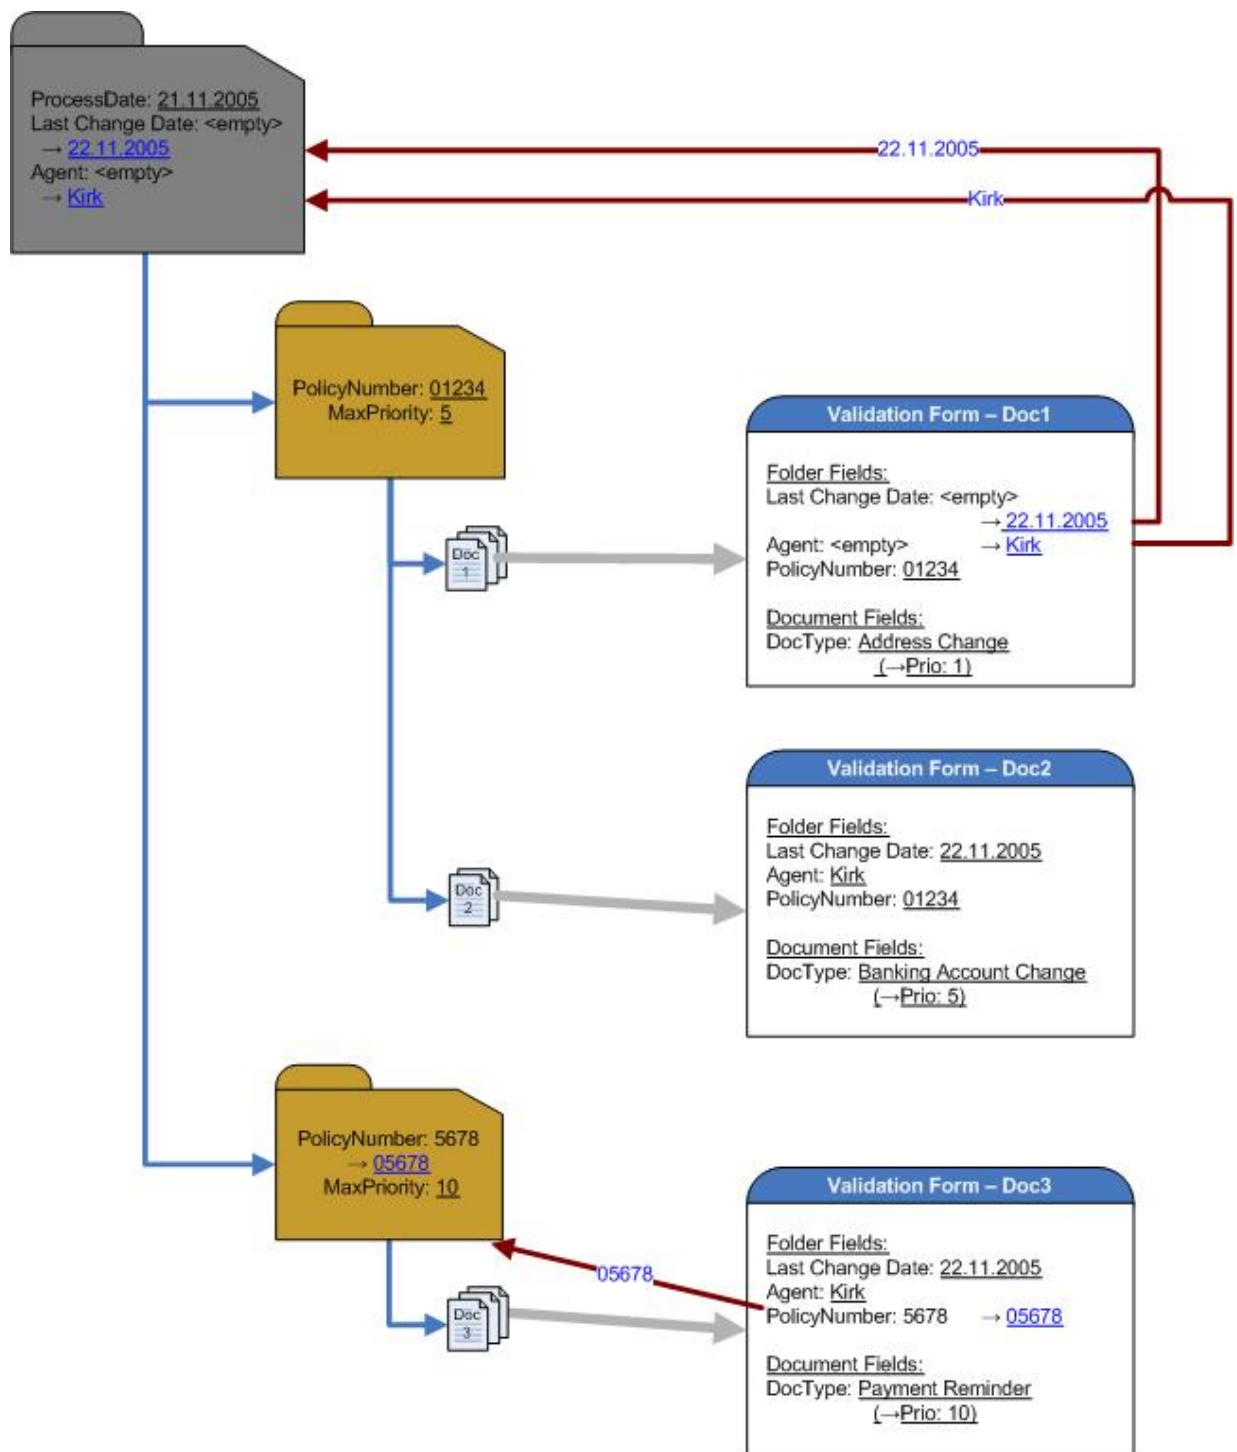 ProcessDate: 21.11.2005
Last Change Date: <empty>
→ 22.11.2005
Agent: <empty>
→ Kirk
22.11.2005
Kirk
PolicyNumber: 01234
MaxPriority: 5
Doc
1
Validation Form – Doc1
Folder Fields:
Last Change Date: <empty>
→ 22.11.2005
Agent: <empty> → Kirk
PolicyNumber: 01234
Document Fields:
DocType: Address Change
(→Prio: 1)
Doc
2
Validation Form – Doc2
Folder Fields:
Last Change Date: 22.11.2005
Agent: Kirk
PolicyNumber: 01234
Document Fields:
DocType: Banking Account Change
(→Prio: 5)
PolicyNumber: 5678
→ 05678
MaxPriority: 10
05678
Doc
3
Validation Form – Doc3
Folder Fields:
Last Change Date: 22.11.2005
Agent: Kirk
PolicyNumber: 5678 → 05678
Document Fields:
DocType: Payment Reminder
(→Prio: 10)